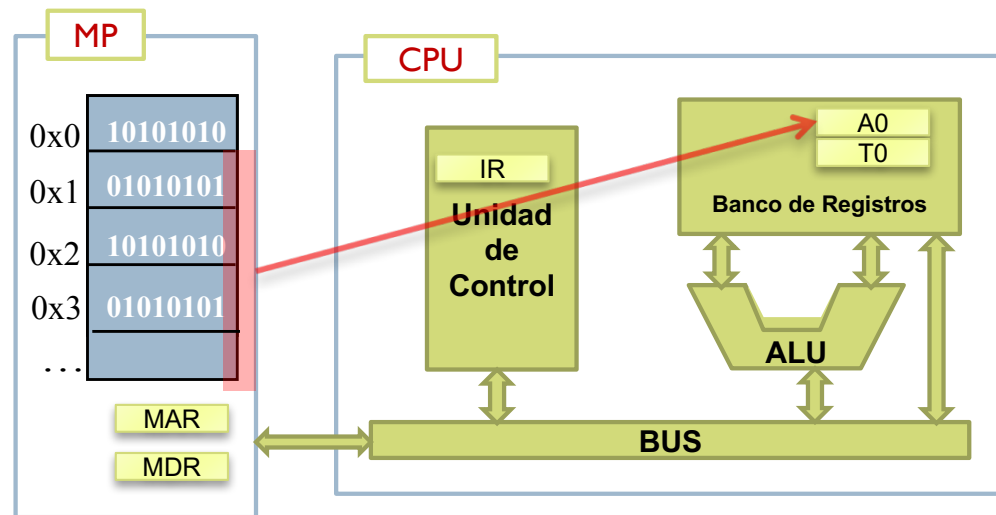 MP
0x0 10101010
0x1 01010101
0x2 10101010
0x3 01010101
...
MAR
MDR
CPU
IR
Unidad
de
Control
A0
T0
Banco de Registros
ALU
BUS